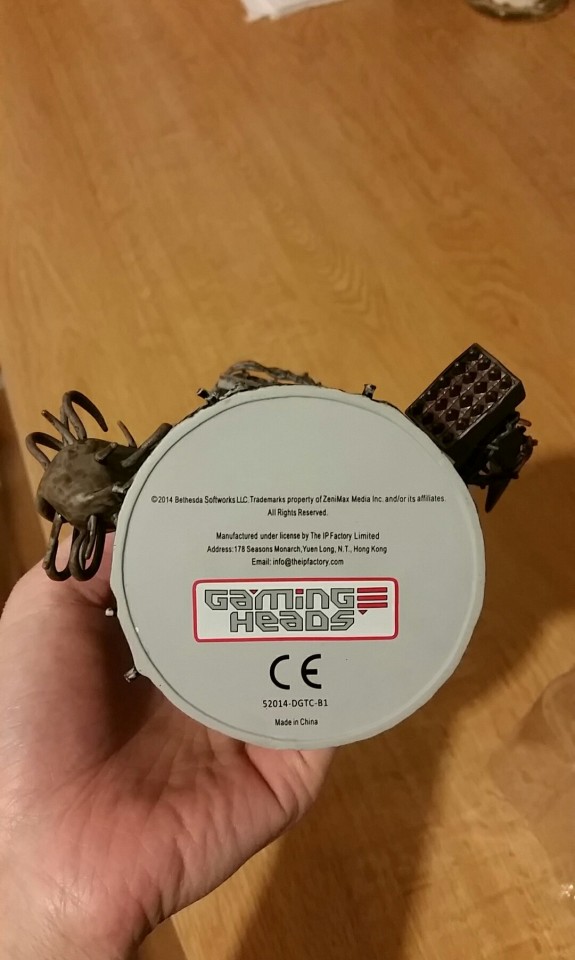 ©2014 Bethesda Softworks LLC. Trademarks property of ZeniMax Media Inc. and/or its affiliates.
All Rights Reserved.
Manufactured under license by The IP Factory Limited
Address:178 Seasons Monarch,Yuen Long, N.T., Hong Kong
Email: info@theipfactory.com
GAMING
HEADS
CE
S2014-DGTC-B1
Made in China